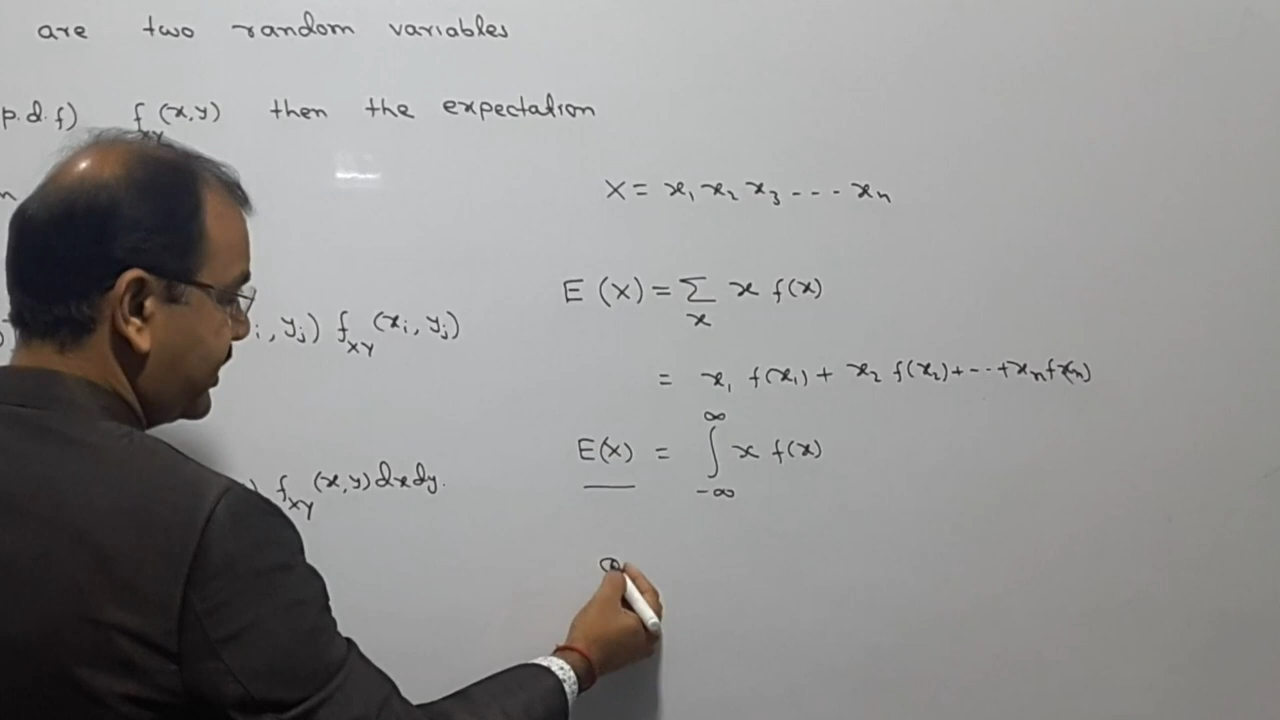 are two random variables
p.d.f) f_XY(x,y) then the expectation
n
X = x₁ x₂ x₃ ---- xₙ
E (X) = ∑_x x f(x)
i, yⱼ) f_XY (xᵢ, yⱼ)
= x₁ f(x₁) + x₂ f(x₂) + --- + xₙ f(xₙ)
E(X) = ∫_{-∞}^{∞} x f(x)
) f_XY (x,y) dx dy.